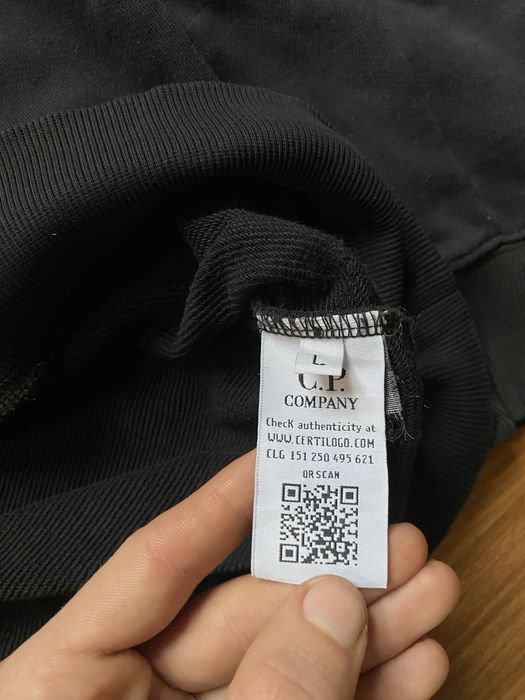 L
C.P.
COMPANY
Check authenticity at
WWW.CERTILOGO.COM
CLG 151 250 495 621
QR SCAN